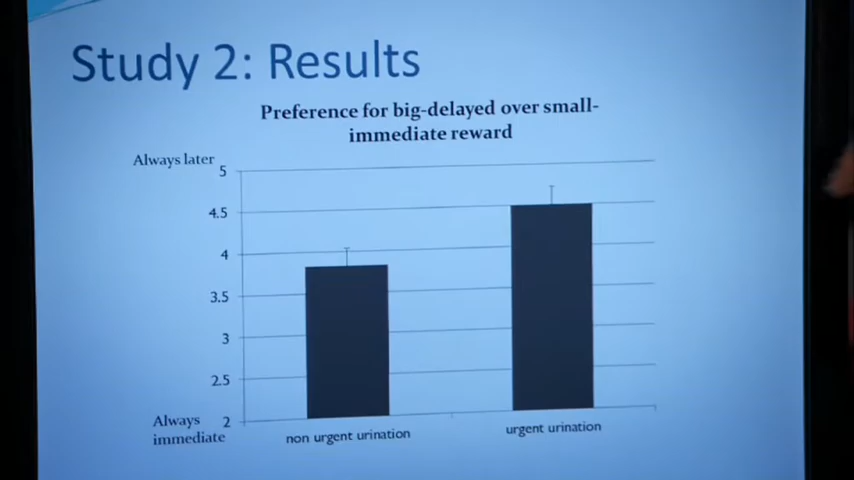 Study 2: Results
Preference for big-delayed over small-
immediate reward
Always later
5
4.5
4
3.5
3
2.5
2
Always
immediate
non urgent urination
urgent urination